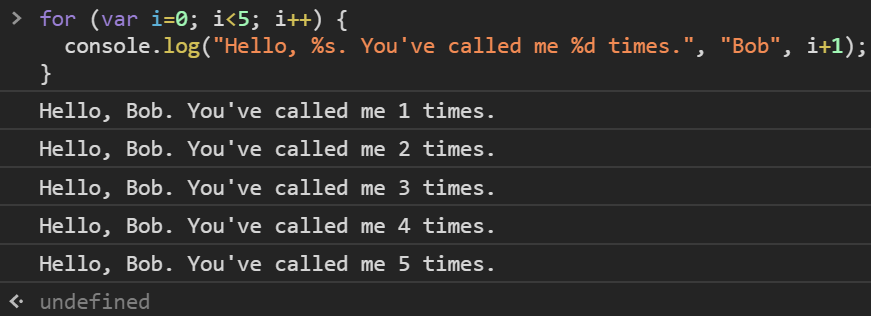 > for (var i=0; i<5; i++) {
console.log("Hello, %s. You've called me %d times.", "Bob", i+1);
}
Hello, Bob. You've called me 1 times.
Hello, Bob. You've called me 2 times.
Hello, Bob. You've called me 3 times.
Hello, Bob. You've called me 4 times.
Hello, Bob. You've called me 5 times.
undefined